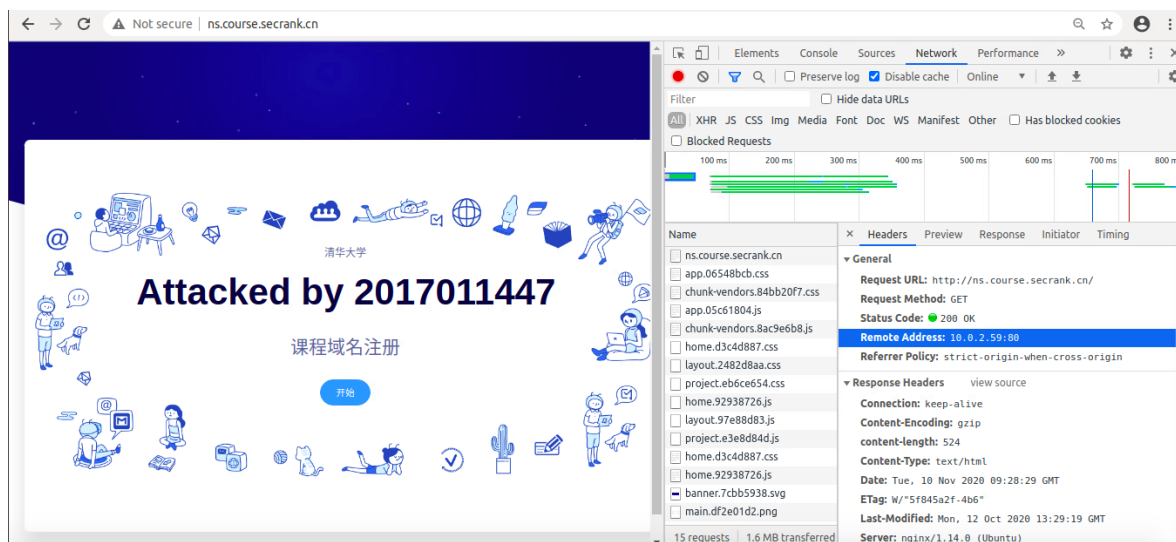 Not secure | ns.course.secrank.cn
清华大学
Attacked by 2017011447
课程域名注册
开始
@
@
M
Elements Console Sources Network Performance »
Preserve log Disable cache Online ▼
Filter Hide data URLs
All XHR JS CSS Img Media Font Doc WS Manifest Other Has blocked cookies
Blocked Requests
100 ms 200 ms 300 ms 400 ms 500 ms 600 ms 700 ms 800 m
Name
ns.course.secrank.cn
app.06548bcb.css
chunk-vendors.84bb20f7.css
app.05c61804.js
chunk-vendors.8ac9e6b8.js
home.d3c4d887.css
layout.2482d8aa.css
project.eb6ce654.css
home.92938726.js
layout.97e88d83.js
project.e3e8d84d.js
home.d3c4d887.css
home.92938726.js
banner.7cbb5938.svg
main.df2e01d2.png
15 requests 1.6 MB transferred
× Headers Preview Response Initiator Timing
▼ General
Request URL: http://ns.course.secrank.cn/
Request Method: GET
Status Code: 200 OK
Remote Address: 10.0.2.59:80
Referrer Policy: strict-origin-when-cross-origin
▼ Response Headers view source
Connection: keep-alive
Content-Encoding: gzip
content-length: 524
Content-Type: text/html
Date: Tue, 10 Nov 2020 09:28:29 GMT
ETag: W/"5f845a2f-4b6"
Last-Modified: Mon, 12 Oct 2020 13:29:19 GMT
Server: nginx/1.14.0 (Ubuntu)